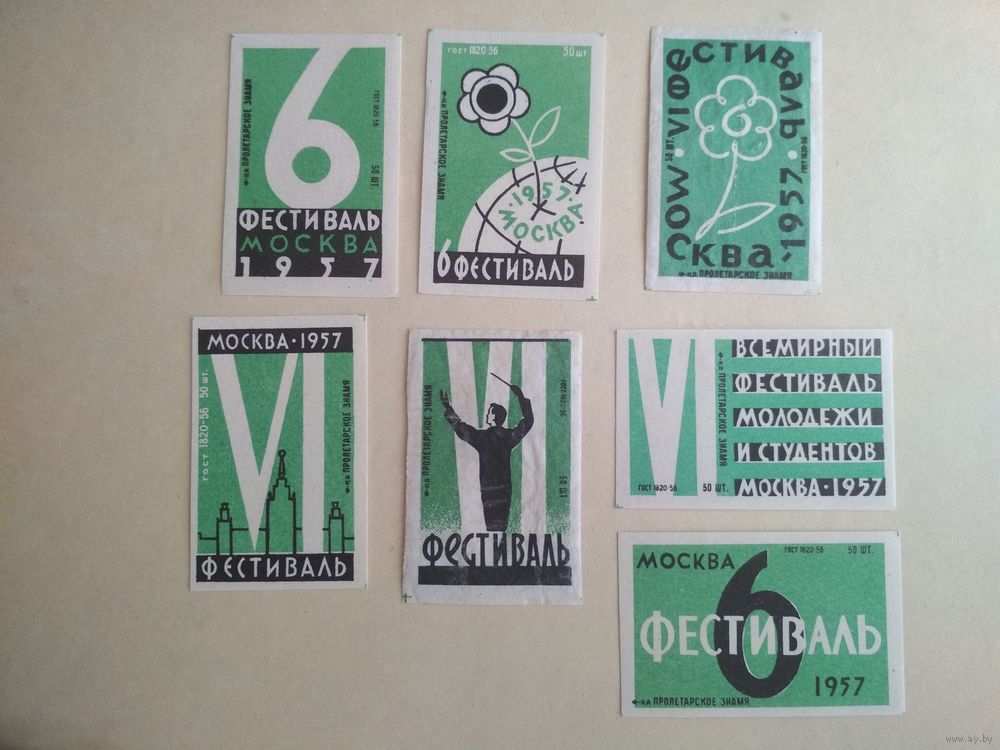 6
ф-ка ПРОЛЕТАРСКОЕ ЗНАМЯ
ГОСТ 1820-56
50 ШТ.
ФЕСТИВАЛЬ
МОСКВА
1957
ГОСТ 1820-56
50 ШТ
ф-ка ПРОЛЕТАРСКОЕ ЗНАМЯ
·1957·
МОСКВА
6 ФЕСТИВАЛЬ
VI ФЕСТИВАЛЬ · 1957 · МОСКВА ·
6
50 ШТ.
ГОСТ 1820-56
ф-ка ПРОЛЕТАРСКОЕ ЗНАМЯ
МОСКВА · 1957
VI
ГОСТ 1820-56 50 ШТ.
ф-ка ПРОЛЕТАРСКОЕ ЗНАМЯ
ФЕСТИВАЛЬ
VI
ф-ка ПРОЛЕТАРСКОЕ ЗНАМЯ
ГОСТ 1820-56
50 ШТ
ФЕСТИВАЛЬ
VI
ф-ка ПРОЛЕТАРСКОЕ ЗНАМЯ
ВСЕМИРНЫЙ
ФЕСТИВАЛЬ
МОЛОДЕЖИ
И СТУДЕНТОВ
МОСКВА · 1957
ГОСТ 1820-56
50 ШТ.
МОСКВА
ГОСТ 1820-56
50 ШТ.
6
ФЕСТИВАЛЬ
1957
ф-ка ПРОЛЕТАРСКОЕ ЗНАМЯ
www.ay.by